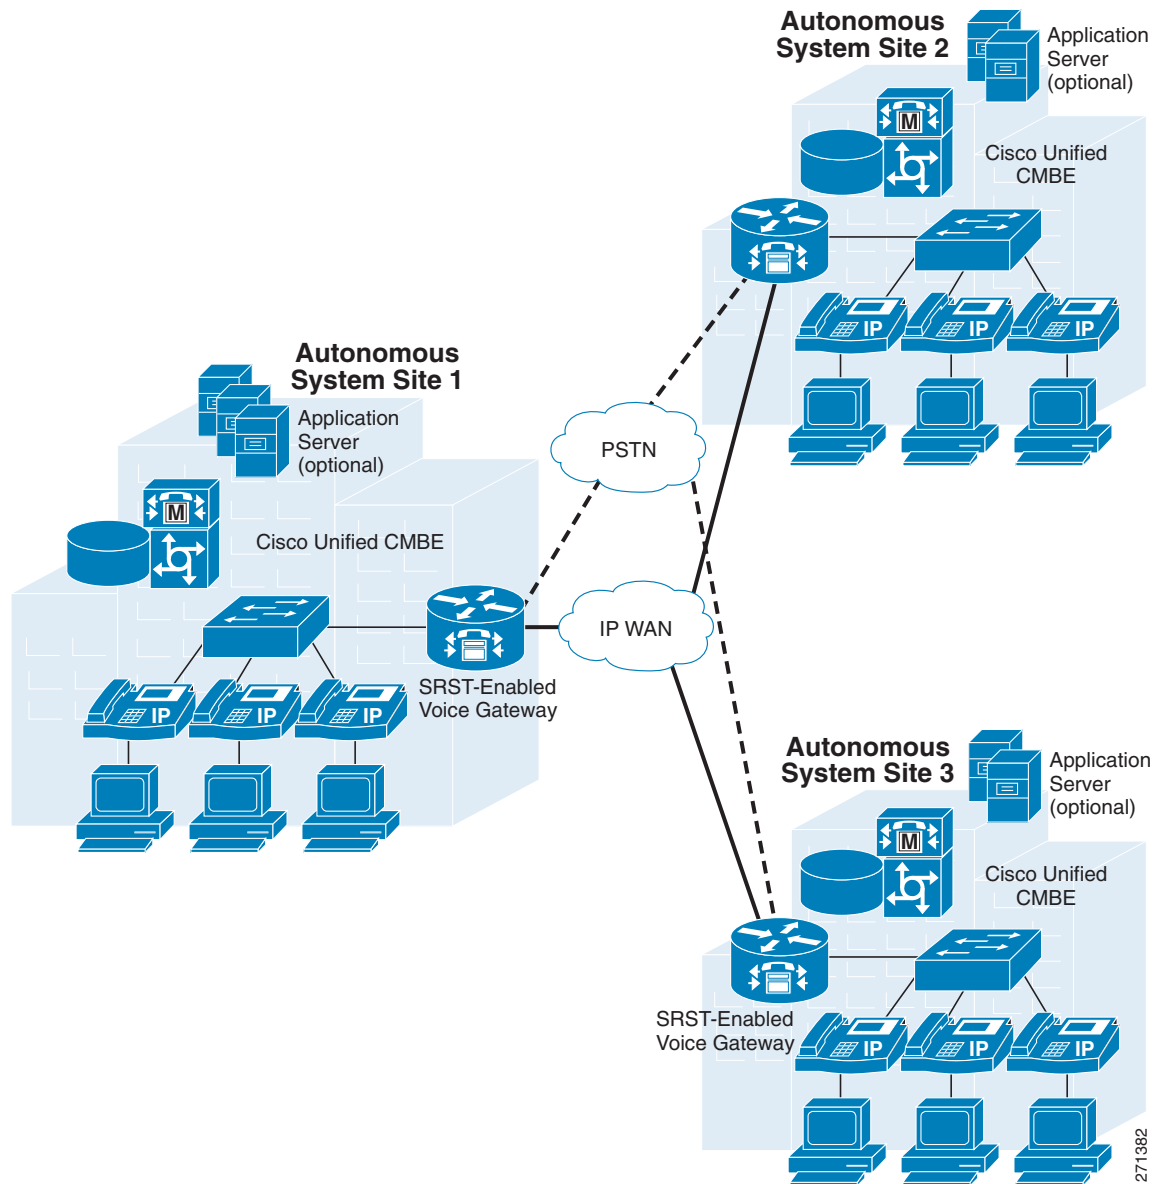 Autonomous
System Site 2
Application
Server
(optional)
M
Cisco Unified
CMBE
IP
IP
IP
Autonomous
System Site 1
Application
Server
(optional)
M
Cisco Unified CMBE
PSTN
IP WAN
SRST-Enabled
Voice Gateway
IP
IP
IP
Autonomous
System Site 3
Application
Server
(optional)
M
Cisco Unified
CMBE
SRST-Enabled
Voice Gateway
IP
IP
IP
271382